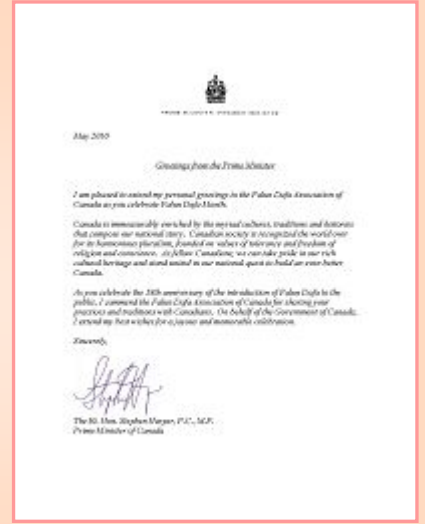 PRIME MINISTER · PREMIER MINISTRE
May 2010
Greetings from the Prime Minister
I am pleased to extend my personal greetings to the Falun Dafa Association of
Canada as you celebrate Falun Dafa Month.
Canada is immeasurably enriched by the myriad cultures, traditions and histories
that compose our national story. Canadian society is recognized the world over
for its harmonious pluralism, founded on values of tolerance and freedom of
religion and conscience. As fellow Canadians, we can take pride in our rich
cultural heritage and stand united in our national quest to build an ever better
Canada.
As you celebrate the 18th anniversary of the introduction of Falun Dafa to the
public, I commend the Falun Dafa Association of Canada for sharing your
practices and traditions with Canadians. On behalf of the Government of Canada,
I extend my best wishes for a joyous and memorable celebration.
Sincerely,
The Rt. Hon. Stephen Harper, P.C., M.P.
Prime Minister of Canada